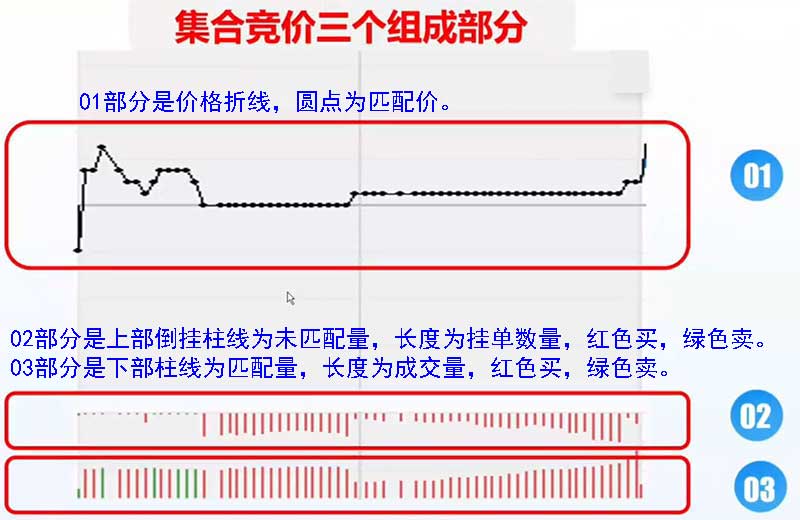 集合竞价三个组成部分
01部分是价格折线，圆点为匹配价。
01
02部分是上部倒挂柱线为未匹配量，长度为挂单数量，红色买，绿色卖。
03部分是下部柱线为匹配量，长度为成交量，红色买，绿色卖。
02
03